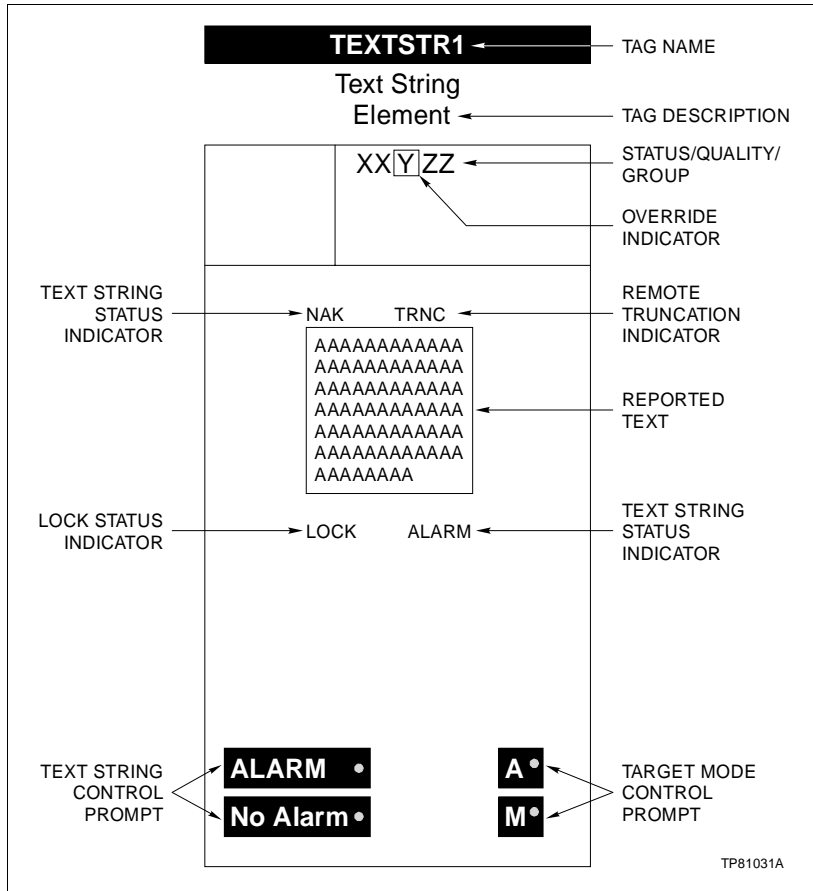 TEXTSTR1
TAG NAME
Text String
Element
TAG DESCRIPTION
XX Y ZZ
STATUS/QUALITY/
GROUP
OVERRIDE
INDICATOR
TEXT STRING
STATUS
INDICATOR
NAK
TRNC
REMOTE
TRUNCATION
INDICATOR
AAAAAAAAAAAA
AAAAAAAAAAAA
AAAAAAAAAAAA
AAAAAAAAAAAA
AAAAAAAAAAAA
AAAAAAAAAAAA
AAAAAAAA
REPORTED
TEXT
LOCK STATUS
INDICATOR
LOCK
ALARM
TEXT STRING
STATUS
INDICATOR
TEXT STRING
CONTROL
PROMPT
ALARM
No Alarm
A
M
TARGET MODE
CONTROL
PROMPT
TP81031A